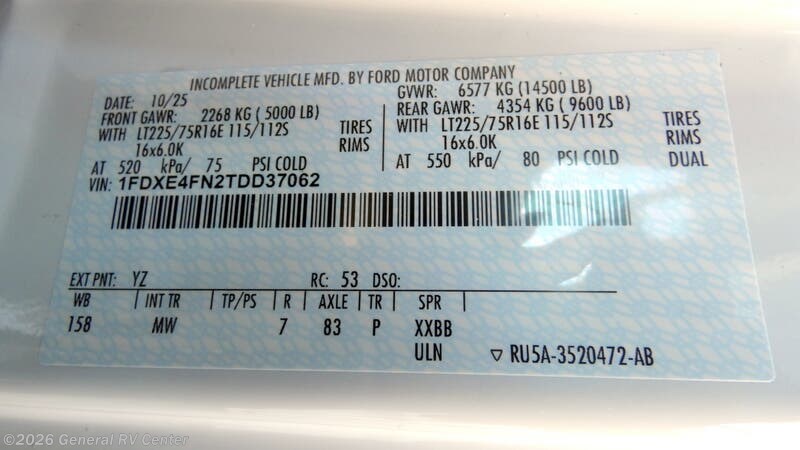 INCOMPLETE VEHICLE MFD. BY FORD MOTOR COMPANY
DATE: 10/25 GVWR: 6577 KG (14500 LB)
FRONT GAWR: 2268 KG ( 5000 LB) REAR GAWR: 4354 KG ( 9600 LB)
WITH LT225/75R16E 115/112S TIRES WITH LT225/75R16E 115/112S TIRES
16x6.0K RIMS 16x6.0K RIMS
AT 520 kPa/ 75 PSI COLD AT 550 kPa/ 80 PSI COLD DUAL
VIN: 1FDXE4FN2TDD37062
EXT PNT: YZ RC: 53 DSO:
WB INT TR TP/PS R AXLE TR SPR
158 MW 7 83 P XXBB
ULN RU5A-3520472-AB
©2026 General RV Center